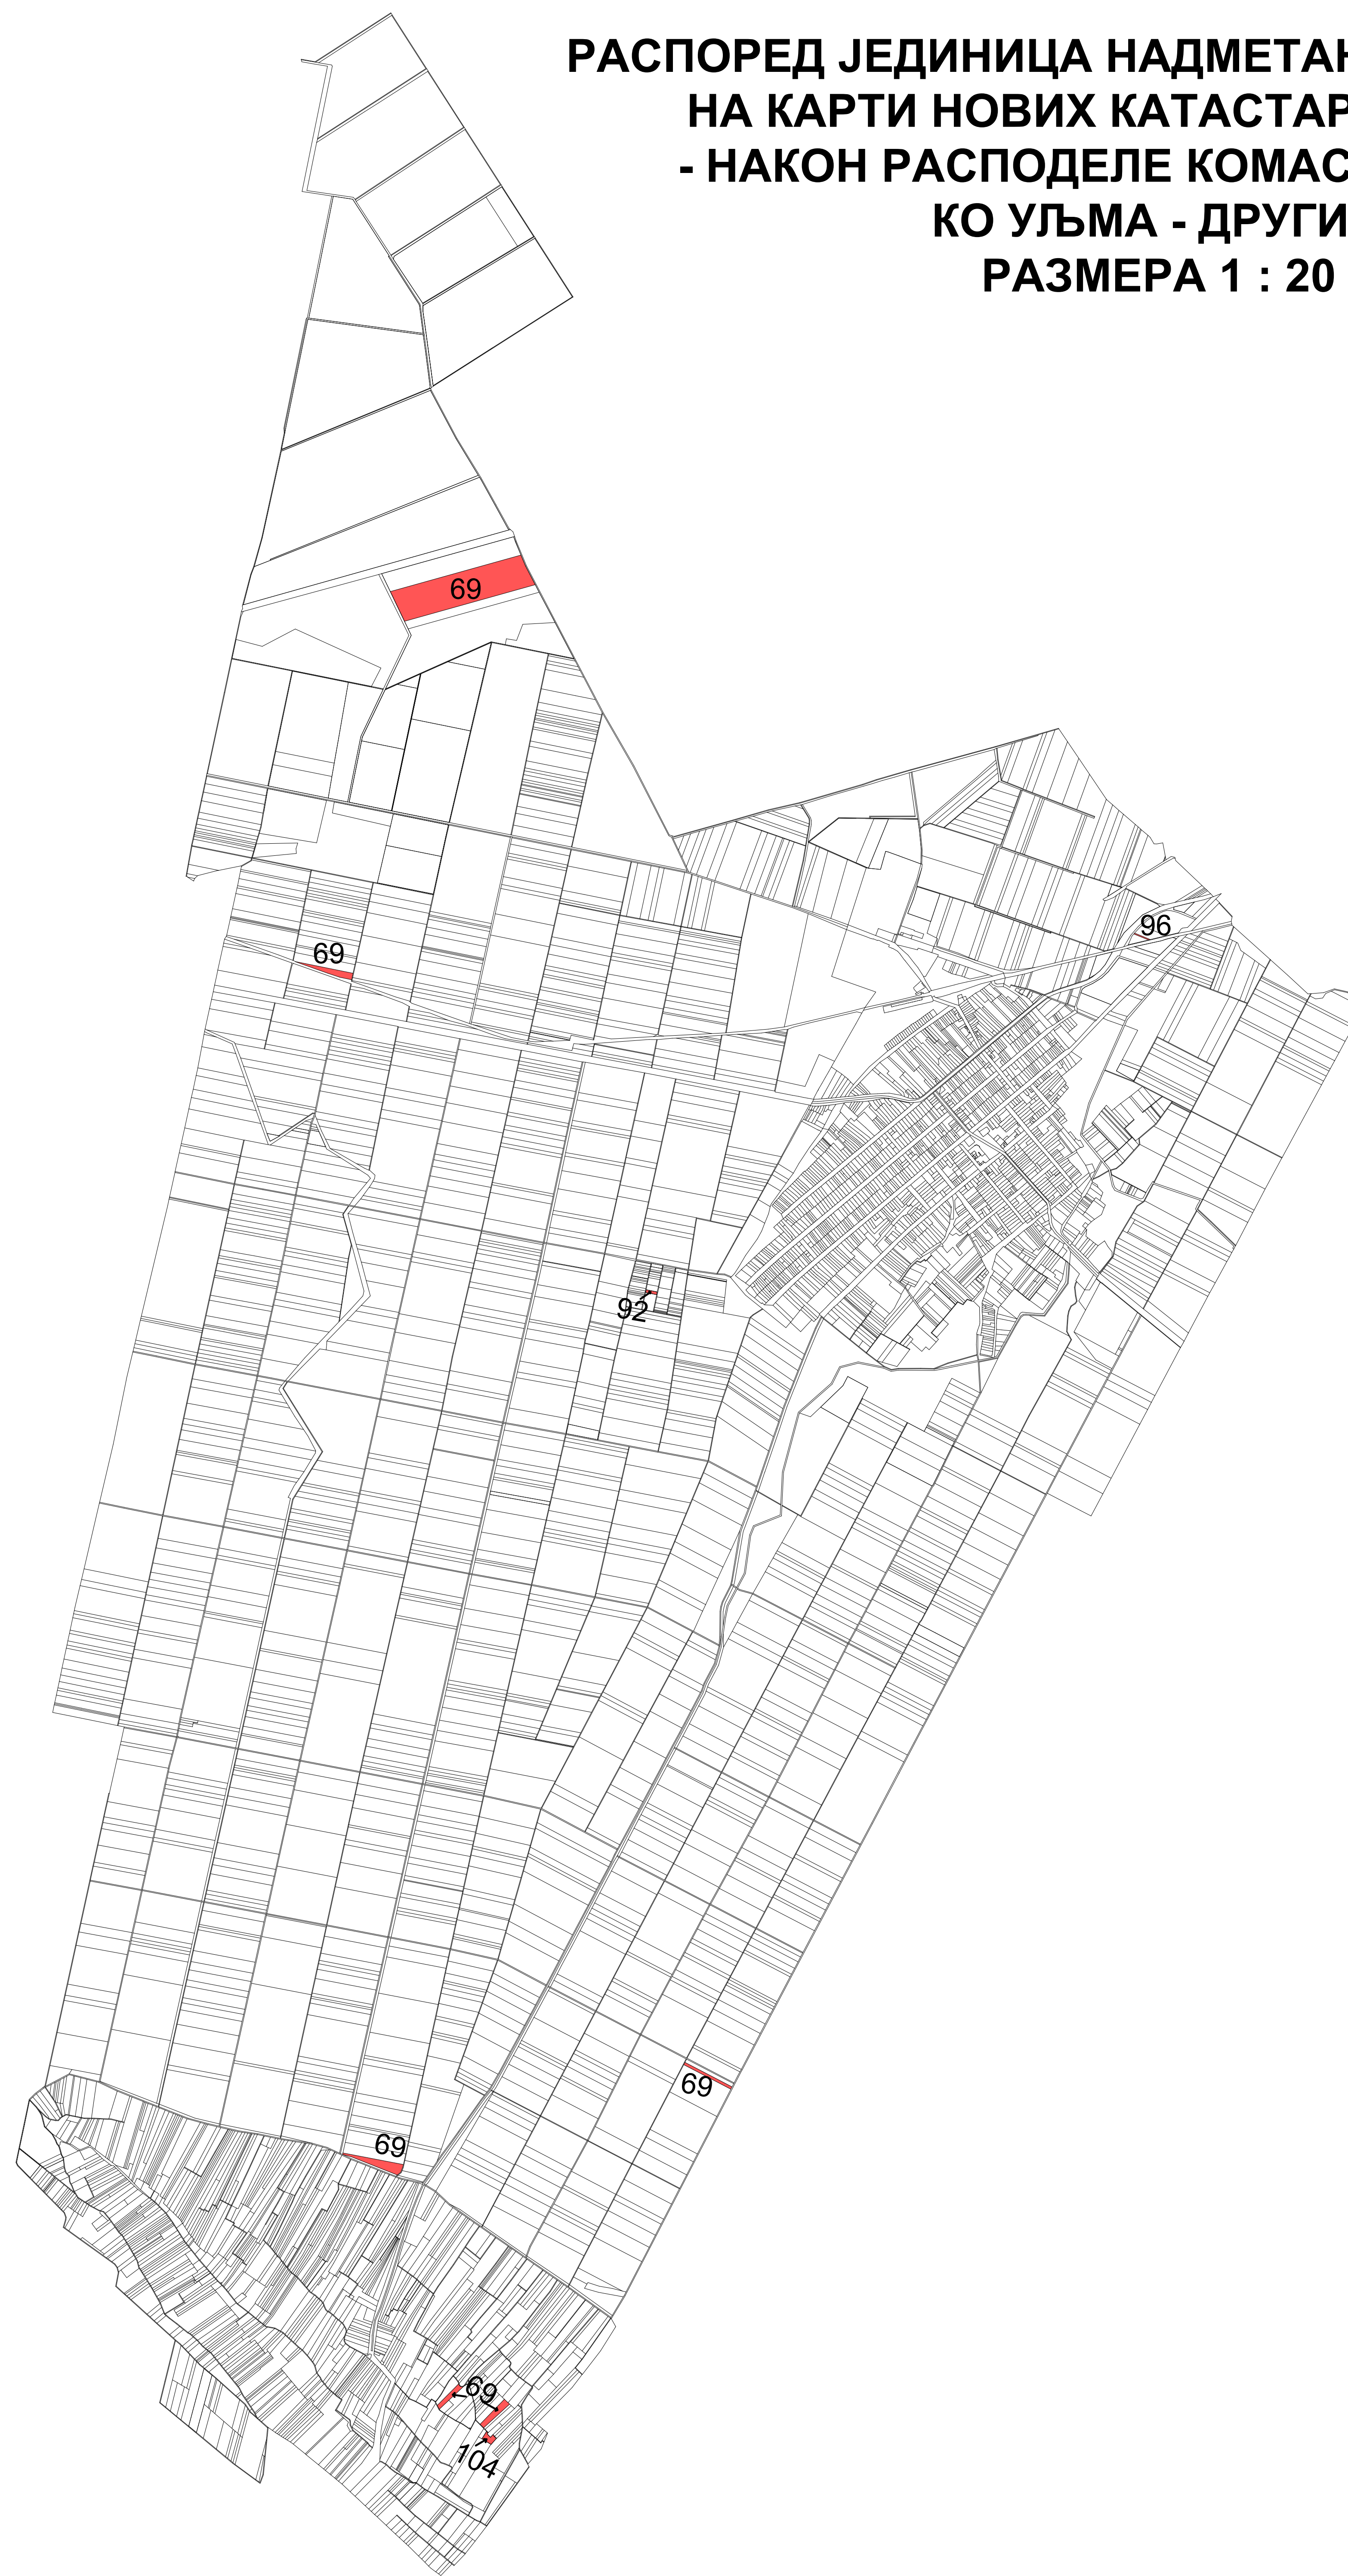 РАСПОРЕД ЈЕДИНИЦА НАДМЕТАЊ
НА КАРТИ НОВИХ КАТАСТАР
- НАКОН РАСПОДЕЛЕ КОМАС
КО УЉМА - ДРУГИ
РАЗМЕРА 1 : 20
69
96
69
92
69
69
69
104